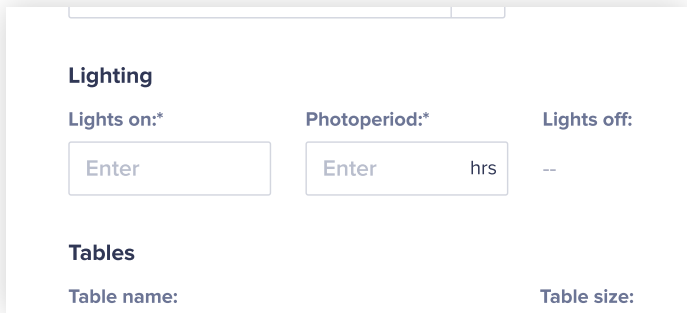 Lighting
Lights on:* Photoperiod:* Lights off:
Enter Enter hrs --
Tables
Table name: Table size: